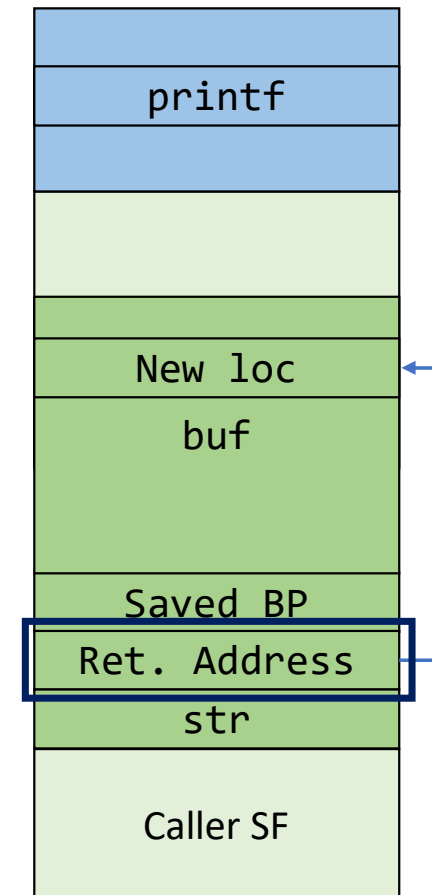 printf
New loc
buf
Saved BP
Ret. Address
str
Caller SF